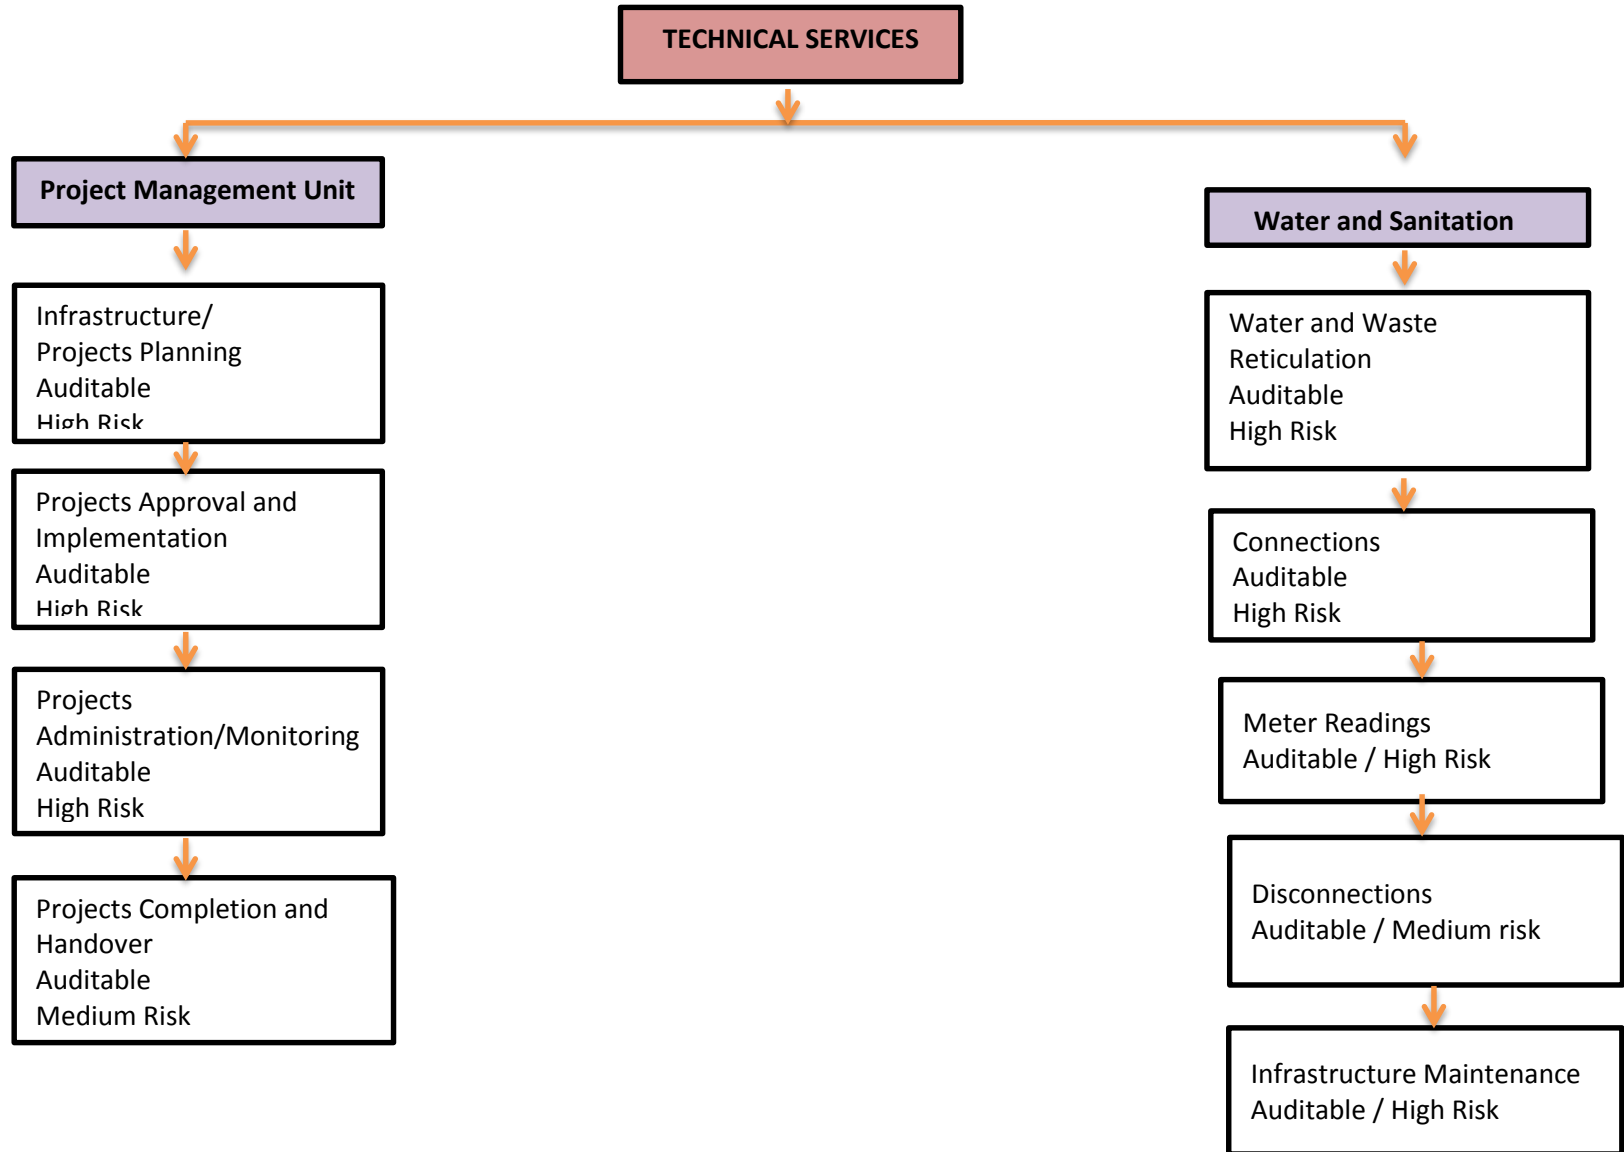 TECHNICAL SERVICES
Project Management Unit
Infrastructure/
Projects Planning
Auditable
High Risk
Projects Approval and
Implementation
Auditable
High Risk
Projects
Administration/Monitoring
Auditable
High Risk
Projects Completion and
Handover
Auditable
Medium Risk
Water and Sanitation
Water and Waste
Reticulation
Auditable
High Risk
Connections
Auditable
High Risk
Meter Readings
Auditable / High Risk
Disconnections
Auditable / Medium risk
Infrastructure Maintenance
Auditable / High Risk